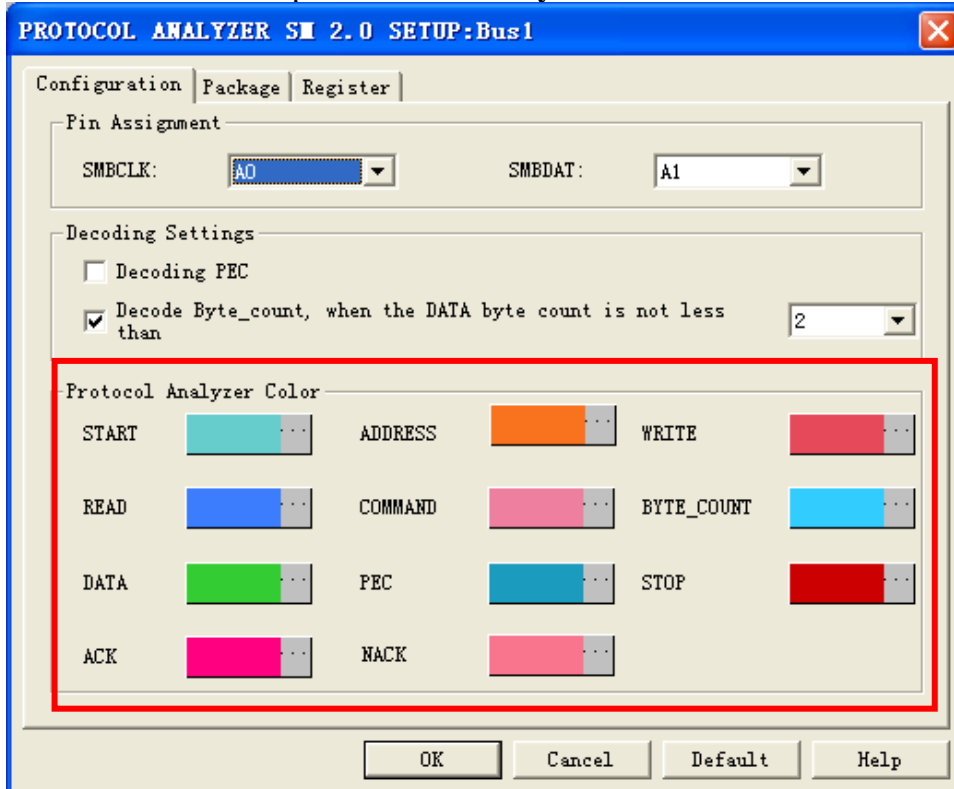 PROTOCOL ANALYZER SM 2.0 SETUP:Bus1
Configuration Package Register
Pin Assignment
SMBCLK: A0 SMBDAT: A1
Decoding Settings
Decoding PEC
Decode Byte_count, when the DATA byte count is not less
than
2
Protocol Analyzer Color
START ... ADDRESS ... WRITE ...
READ ... COMMAND ... BYTE_COUNT ...
DATA ... PEC ... STOP ...
ACK ... NACK ...
OK Cancel Default Help